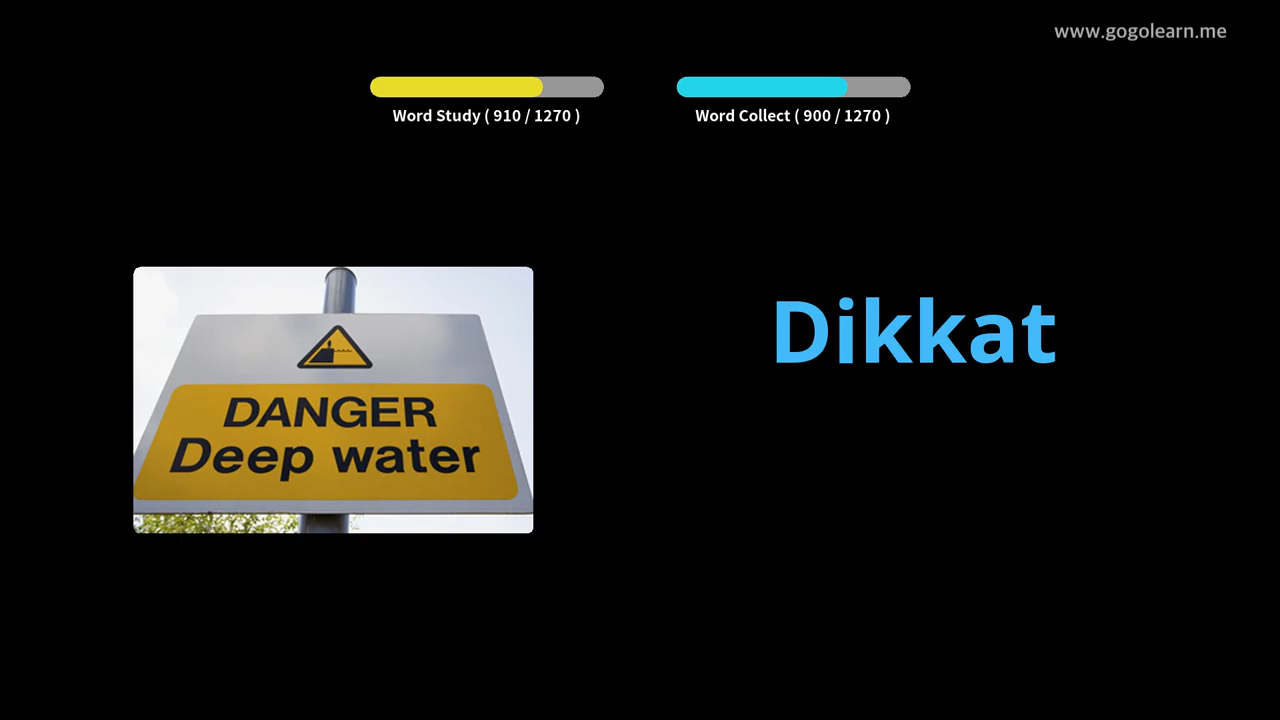 www.gogolearn.me
Word Study ( 910 / 1270 )
Word Collect ( 900 / 1270 )
DANGER
Deep water
Dikkat